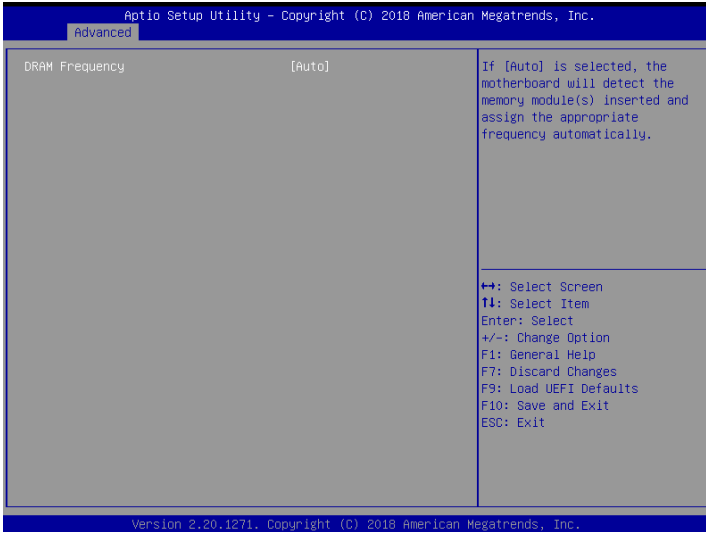 Aptio Setup Utility – Copyright (C) 2018 American Megatrends, Inc.
Advanced
DRAM Frequency [Auto]
If [Auto] is selected, the
motherboard will detect the
memory module(s) inserted and
assign the appropriate
frequency automatically.
↔: Select Screen
↑↓: Select Item
Enter: Select
+/-: Change Option
F1: General Help
F7: Discard Changes
F9: Load UEFI Defaults
F10: Save and Exit
ESC: Exit
Version 2.20.1271. Copyright (C) 2018 American Megatrends, Inc.